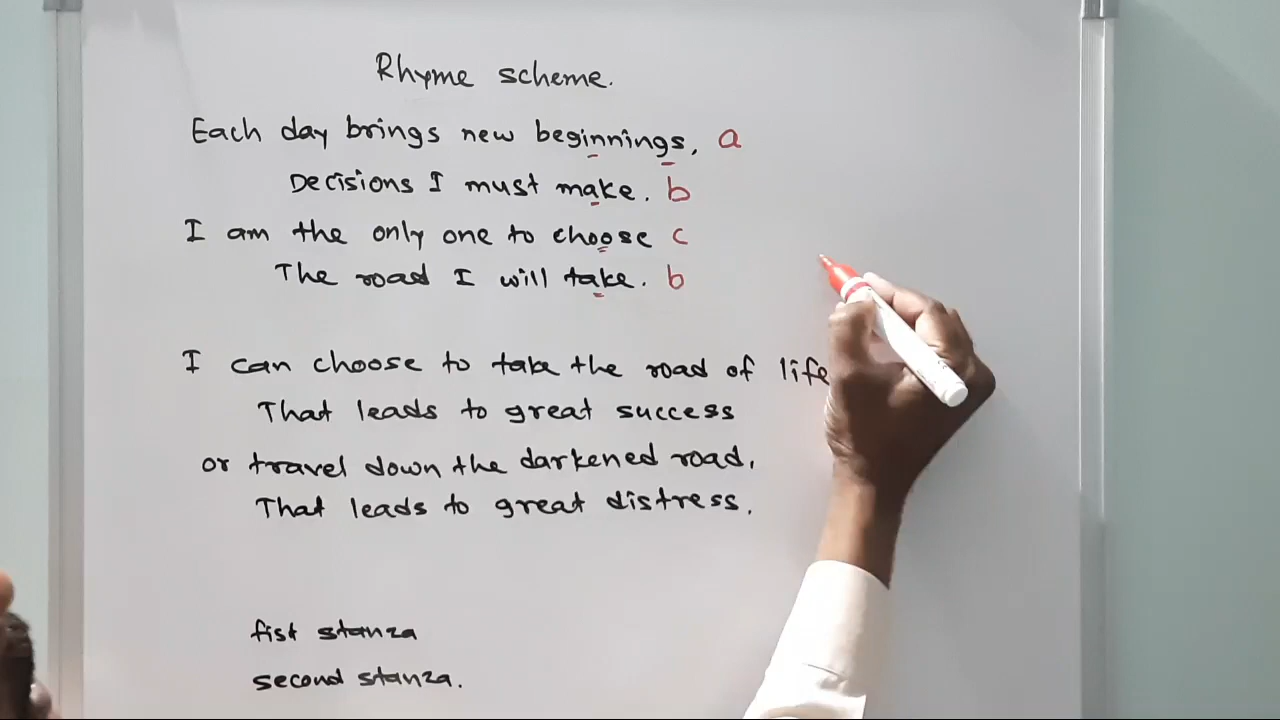 Rhyme scheme.
Each day brings new beginnings, a
Decisions I must make. b
I am the only one to choose c
The road I will take. b
I can choose to take the road of life
That leads to great success
or travel down the darkened road,
That leads to great distress.
fist stanza
second stanza.